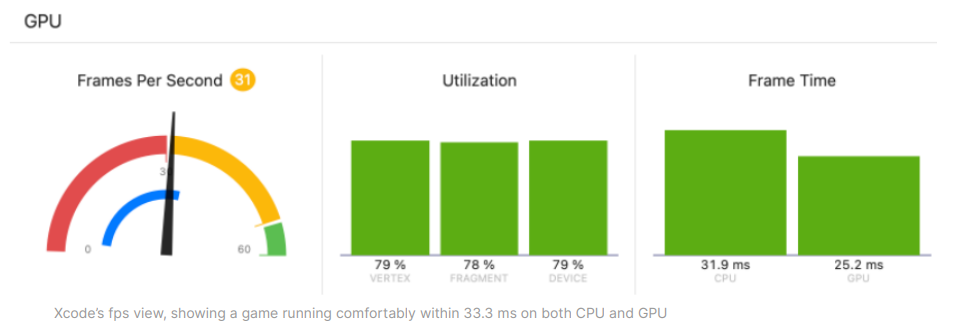 GPU
Frames Per Second 31
Utilization
Frame Time
30
0
60
79 %
78 %
79 %
VERTEX
FRAGMENT
DEVICE
31.9 ms
25.2 ms
CPU
GPU
Xcode's fps view, showing a game running comfortably within 33.3 ms on both CPU and GPU